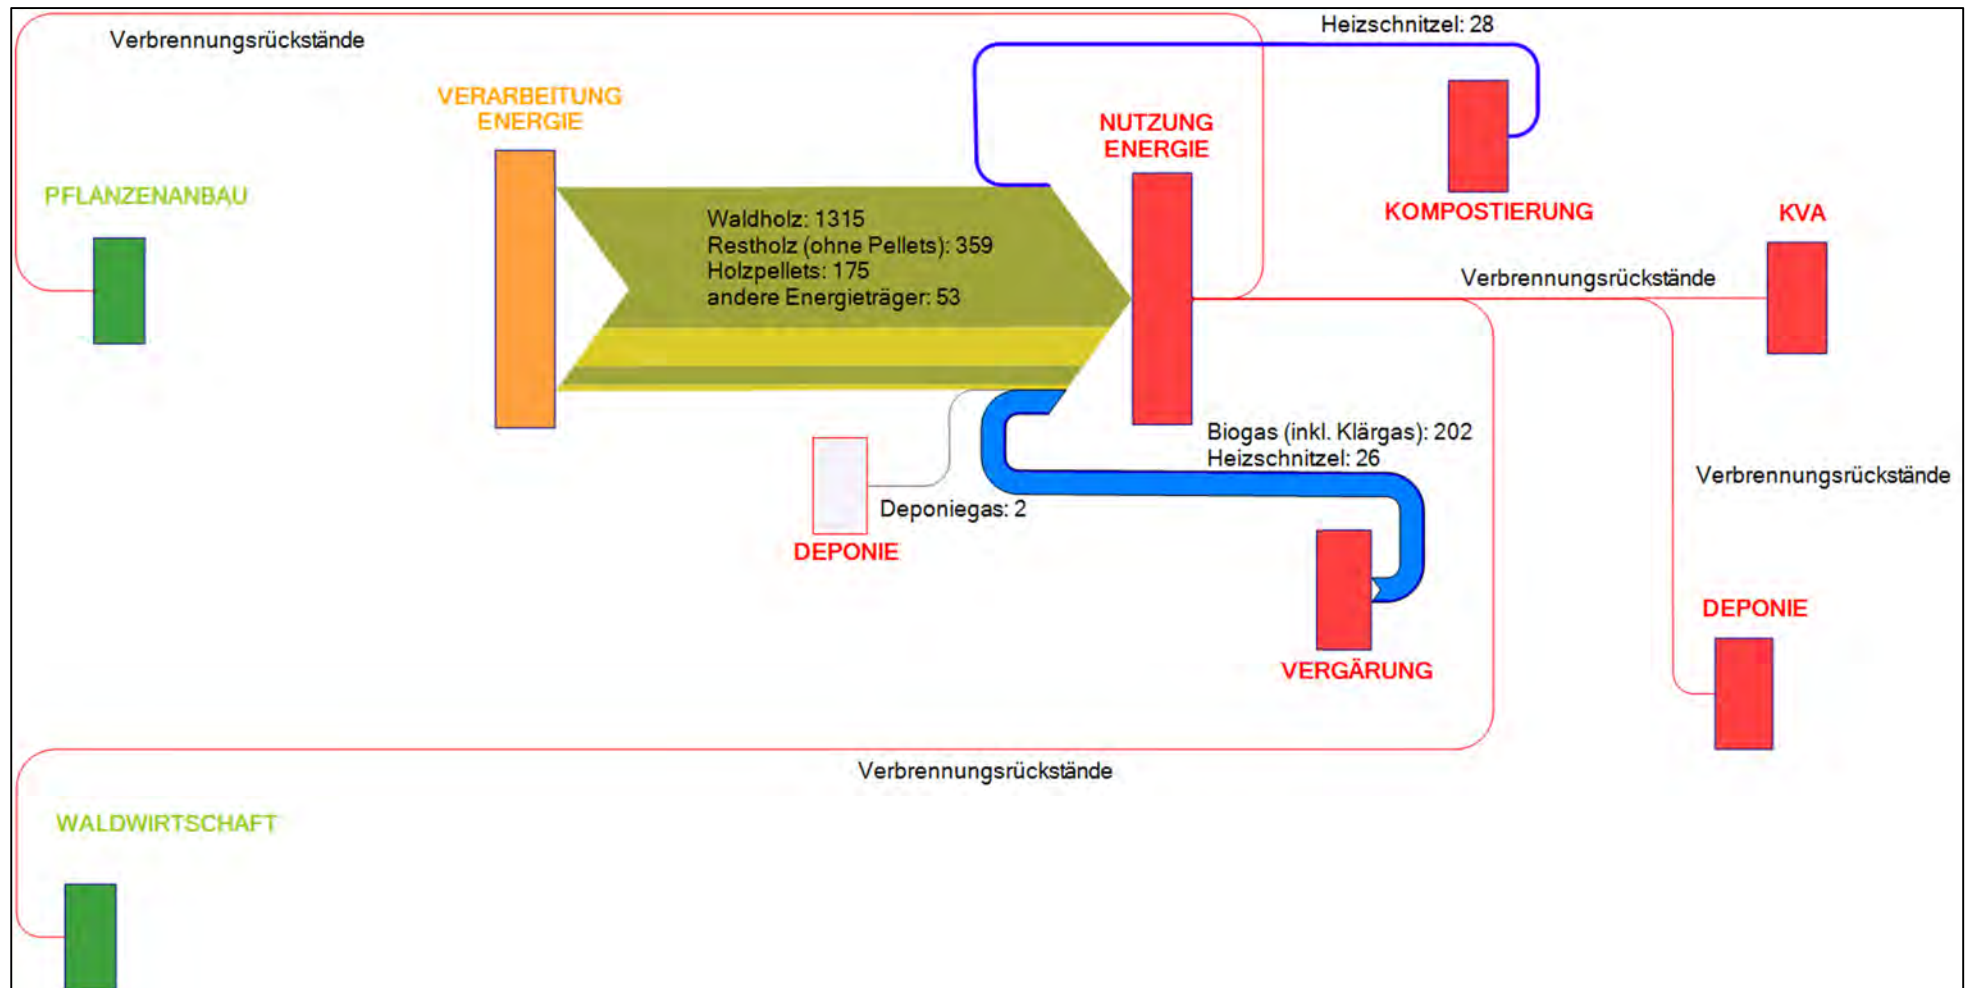 Heizschnitzel: 28
Verbrennungsrückstände
VERARBEITUNG
ENERGIE
NUTZUNG
ENERGIE
PFLANZENANBAU
KOMPOSTIERUNG
KVA
Waldholz: 1315
Restholz (ohne Pellets): 359
Holzpellets: 175
andere Energieträger: 53
Verbrennungsrückstände
Biogas (inkl. Klärgas): 202
Heizschnitzel: 26
Verbrennungsrückstände
Deponiegas: 2
DEPONIE
DEPONIE
VERGÄRUNG
Verbrennungsrückstände
WALDWIRTSCHAFT